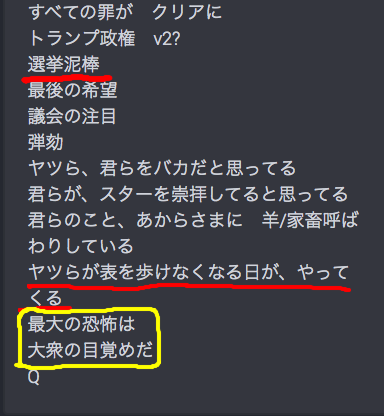 すべての罪が　クリアに
トランプ政権　v2?
選挙泥棒
最後の希望
議会の注目
弾劾
ヤツら、君らをバカだと思ってる
君らが、スターを崇拝してると思ってる
君らのこと、あからさまに　羊/家畜呼ば
わりしている
ヤツらが表を歩けなくなる日が、やって
くる
最大の恐怖は
大衆の目覚めだ
Q